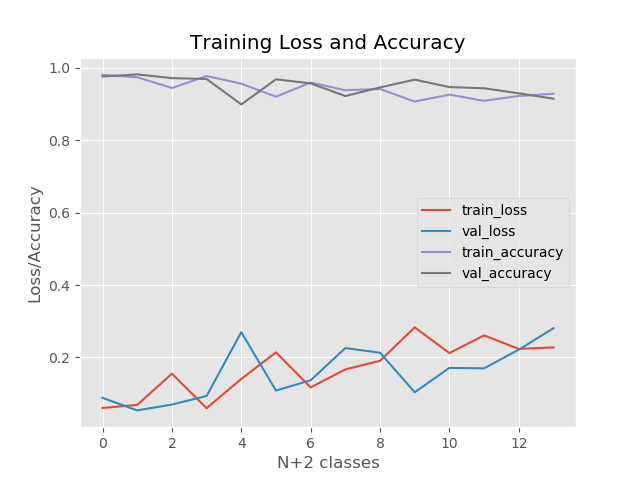 Training Loss and Accuracy
1.0
0.8
0.6
0.4
0.2
Loss/Accuracy
train_loss
val_loss
train_accuracy
val_accuracy
0 2 4 6 8 10 12
N+2 classes